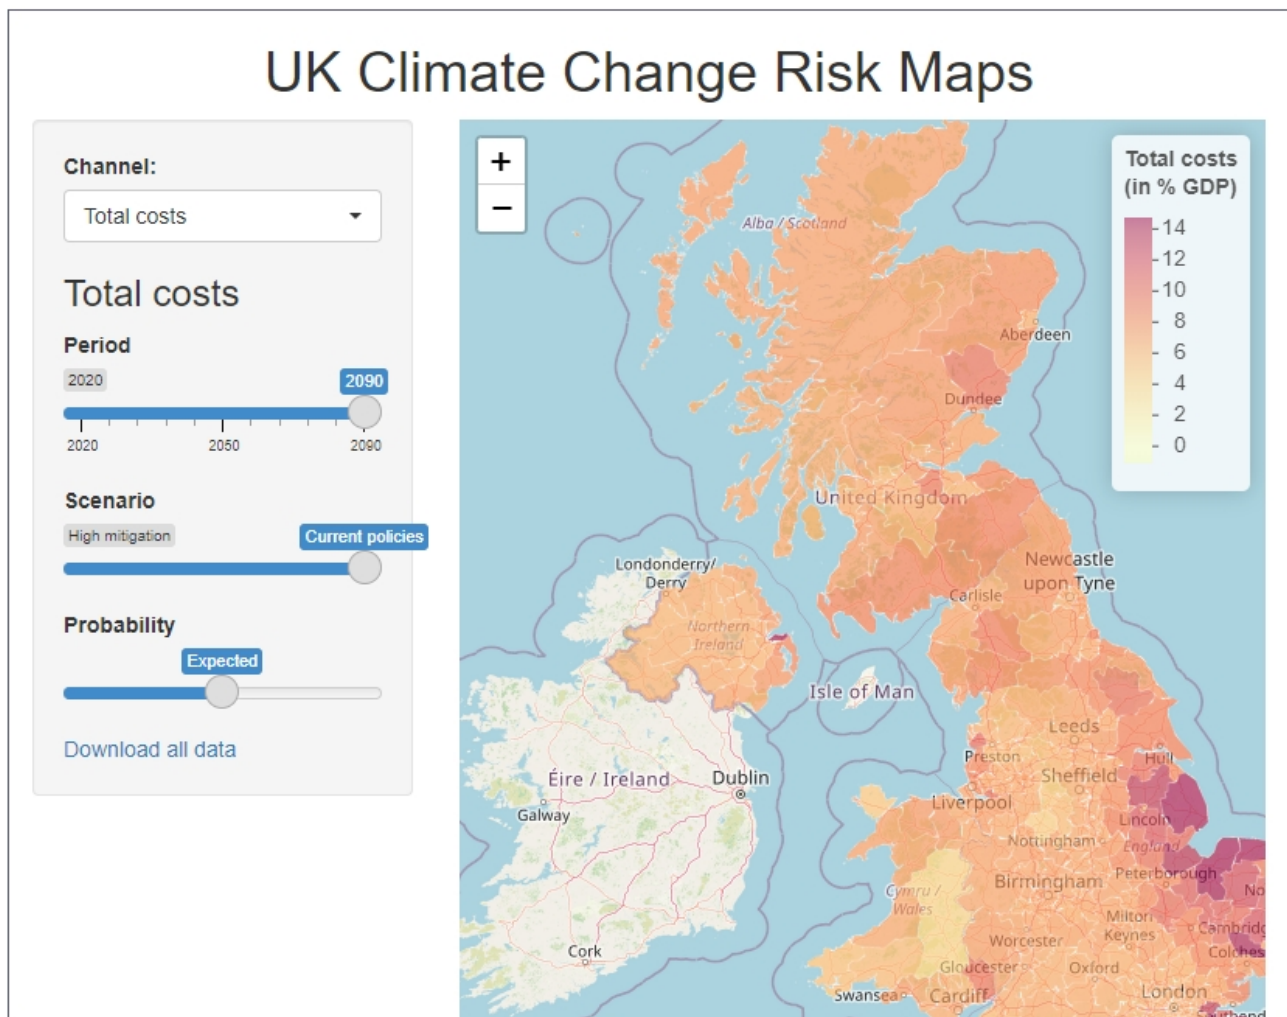 UK Climate Change Risk Maps
Channel:
Total costs
Total costs
Period
2020
2090
2020
2050
2090
Scenario
High mitigation
Current policies
Probability
Expected
Download all data
+
−
Total costs
(in % GDP)
14
12
10
8
6
4
2
0
Alba / Scotland
Aberdeen
Dundee
United Kingdom
Londonderry/
Derry
Newcastle
upon Tyne
Carlisle
Northern
Ireland
Isle of Man
Leeds
Preston
Hull
Sheffield
Éire / Ireland
Dublin
Liverpool
Galway
Lincoln
Nottingham
England
Peterborough
Birmingham
No
Cymru /
Wales
Milton
Keynes
Cambridg
Worcester
Colches
Cork
Gloucester
Oxford
Swansea
Cardiff
London
uthend